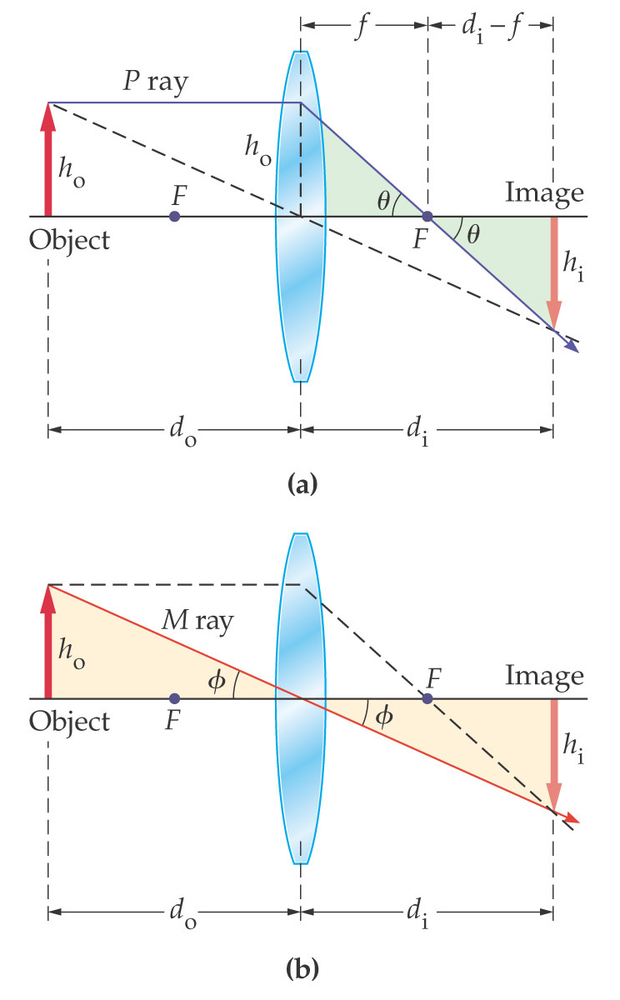 f d_i – f
P ray
h_o h_o
F θ Image
Object F θ
h_i
d_o d_i
(a)
M ray
h_o ϕ F Image
Object F ϕ
h_i
d_o d_i
(b)